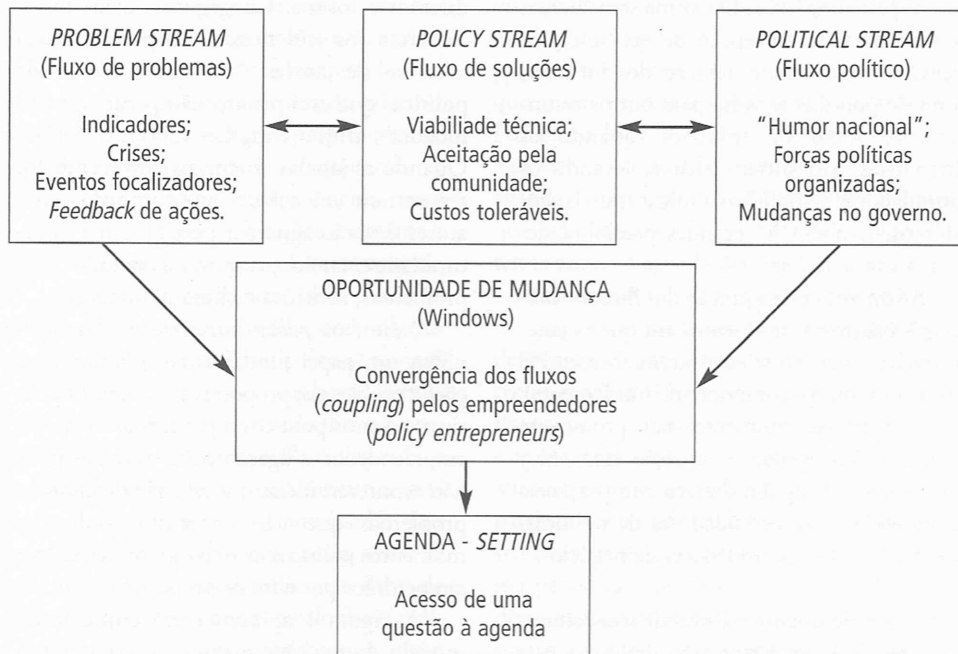 PROBLEM STREAM
(Fluxo de problemas)
Indicadores;
Crises;
Eventos focalizadores;
Feedback de ações.
POLICY STREAM
(Fluxo de soluções)
Viabiliade técnica;
Aceitação pela
comunidade;
Custos toleráveis.
POLITICAL STREAM
(Fluxo político)
“Humor nacional”;
Forças políticas
organizadas;
Mudanças no governo.
OPORTUNIDADE DE MUDANÇA
(Windows)
Convergência dos fluxos
(coupling) pelos empreendedores
(policy entrepreneurs)
AGENDA - SETTING
Acesso de uma
questão à agenda